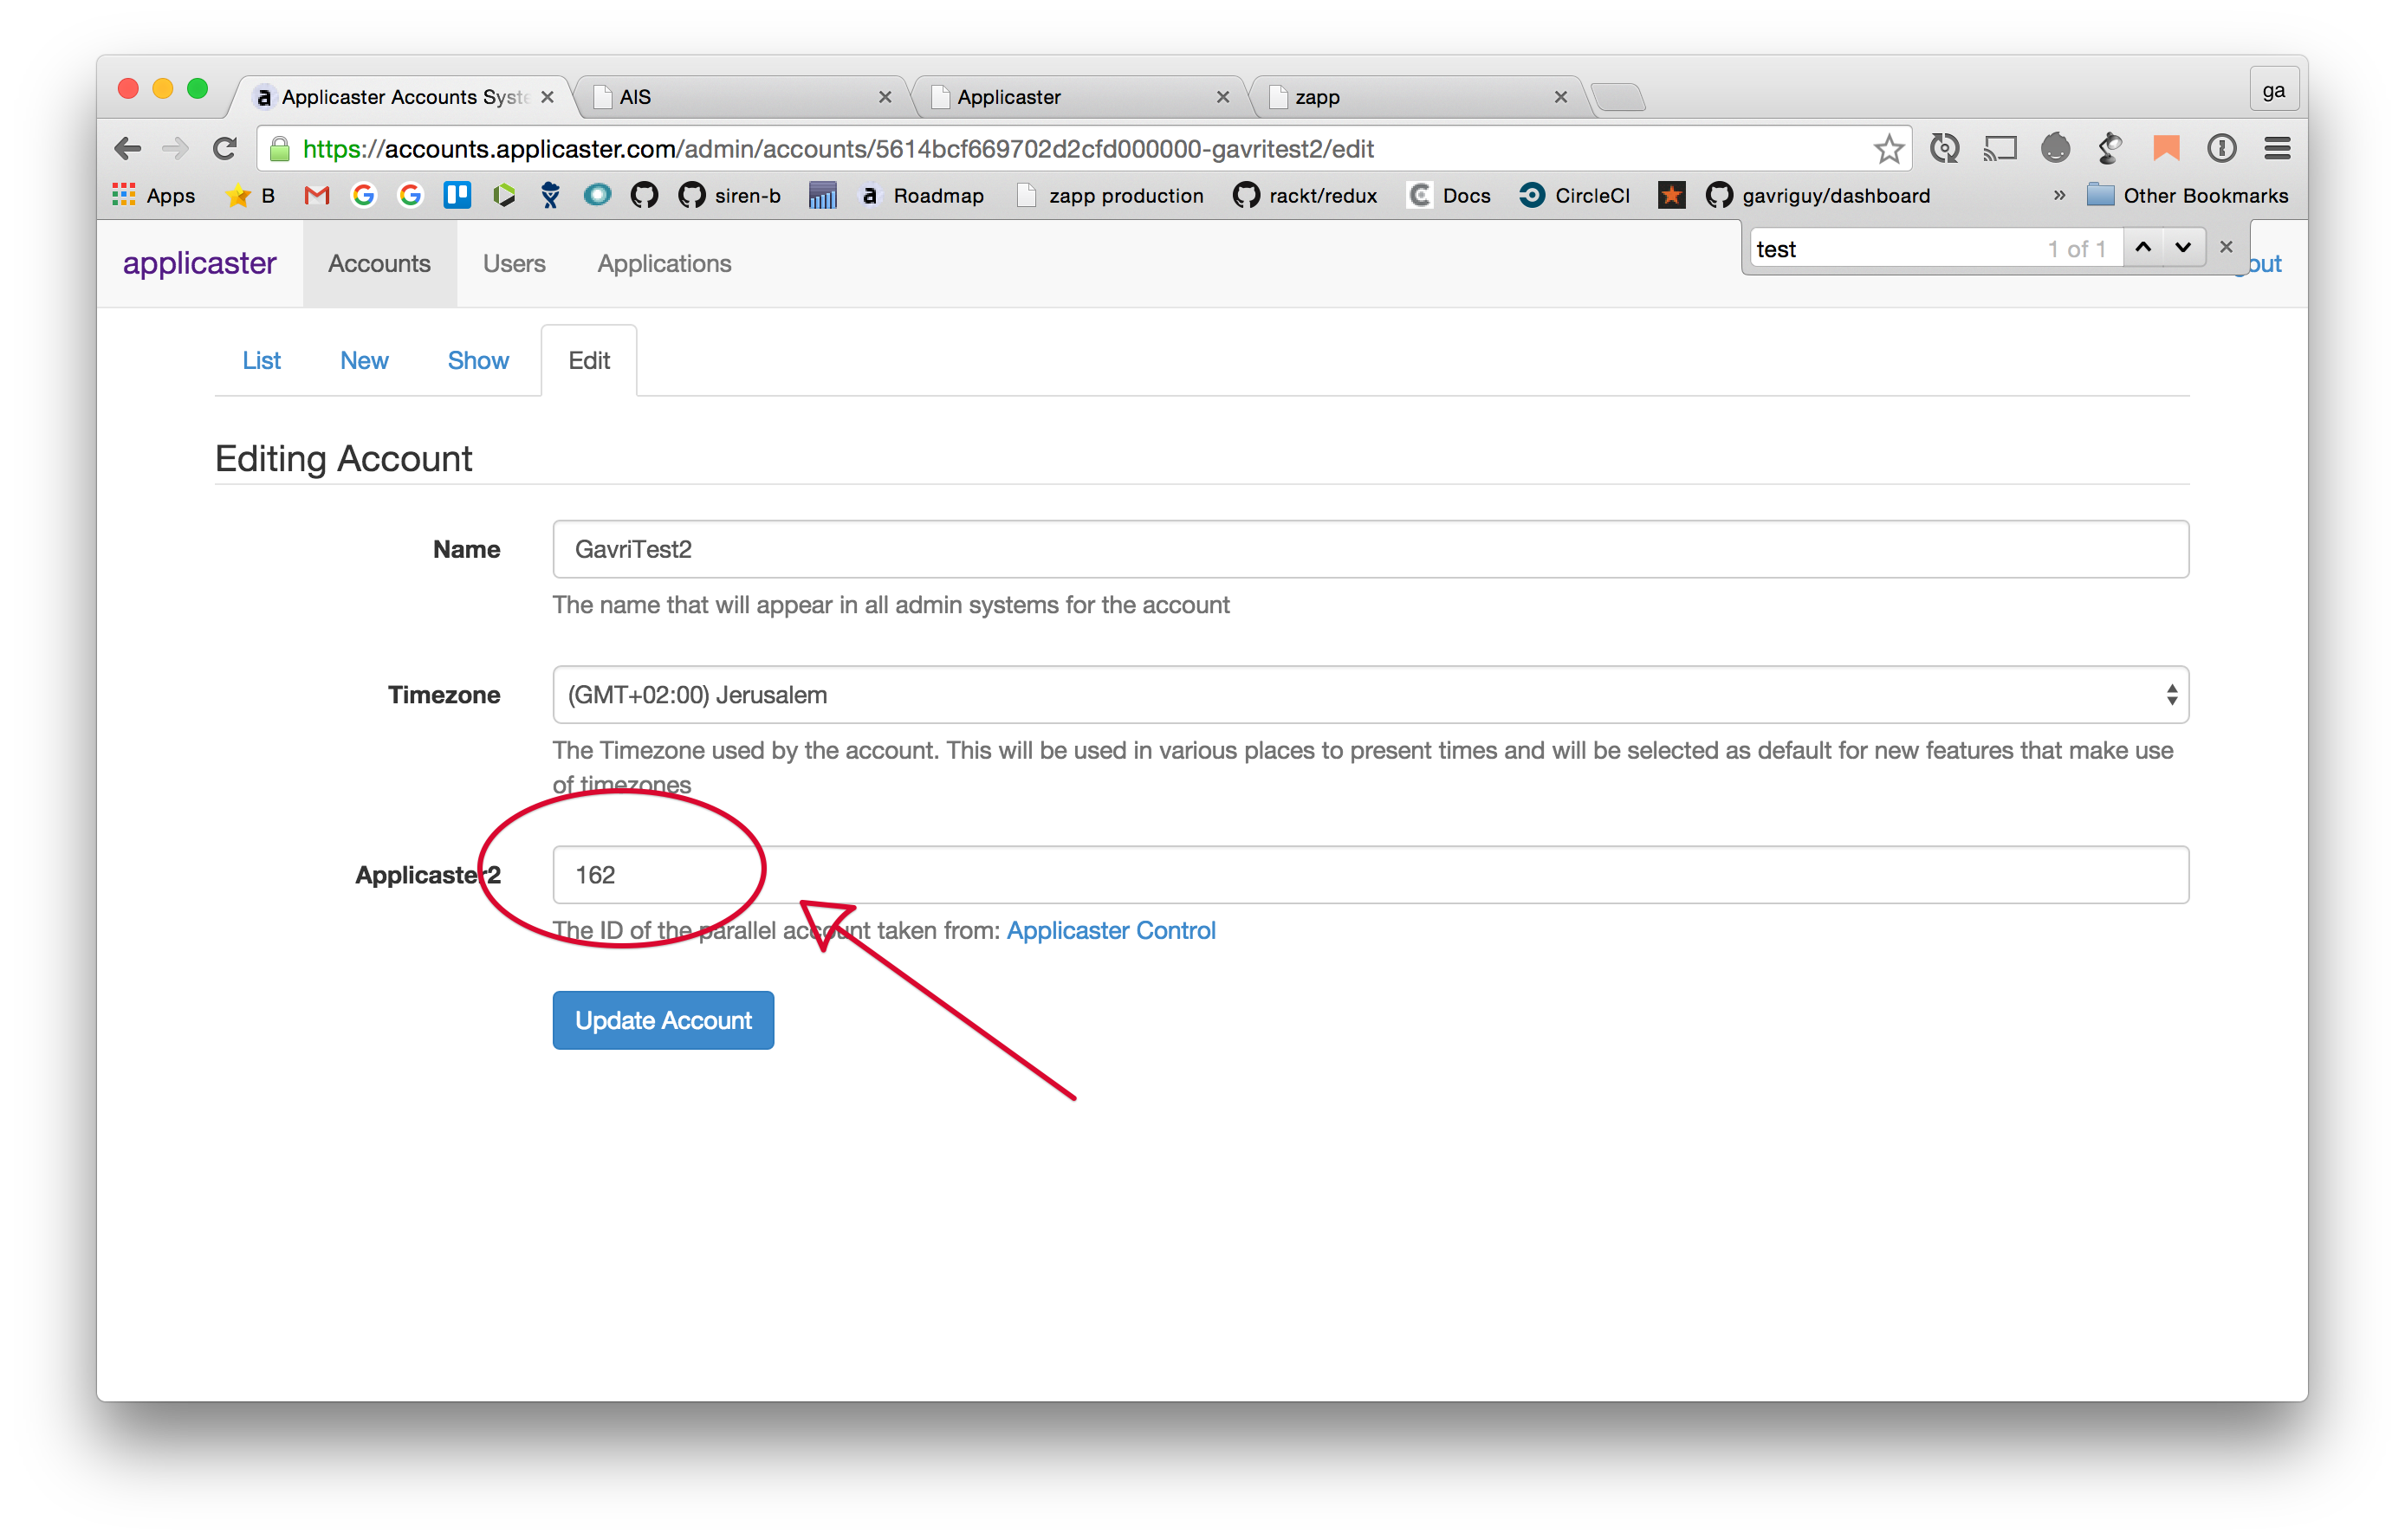 a Applicaster Accounts Syste
AIS
Applicaster
zapp
ga
https://accounts.applicaster.com/admin/accounts/5614bcf669702d2cfd000000-gavritest2/edit
Apps B siren-b a Roadmap zapp production rackt/redux Docs CircleCI gavriguy/dashboard » Other Bookmarks
test 1 of 1
applicaster Accounts Users Applications out
List New Show Edit
Editing Account
Name GavriTest2
The name that will appear in all admin systems for the account
Timezone (GMT+02:00) Jerusalem
The Timezone used by the account. This will be used in various places to present times and will be selected as default for new features that make use
of timezones
Applicaster2 162
The ID of the parallel account taken from: Applicaster Control
Update Account